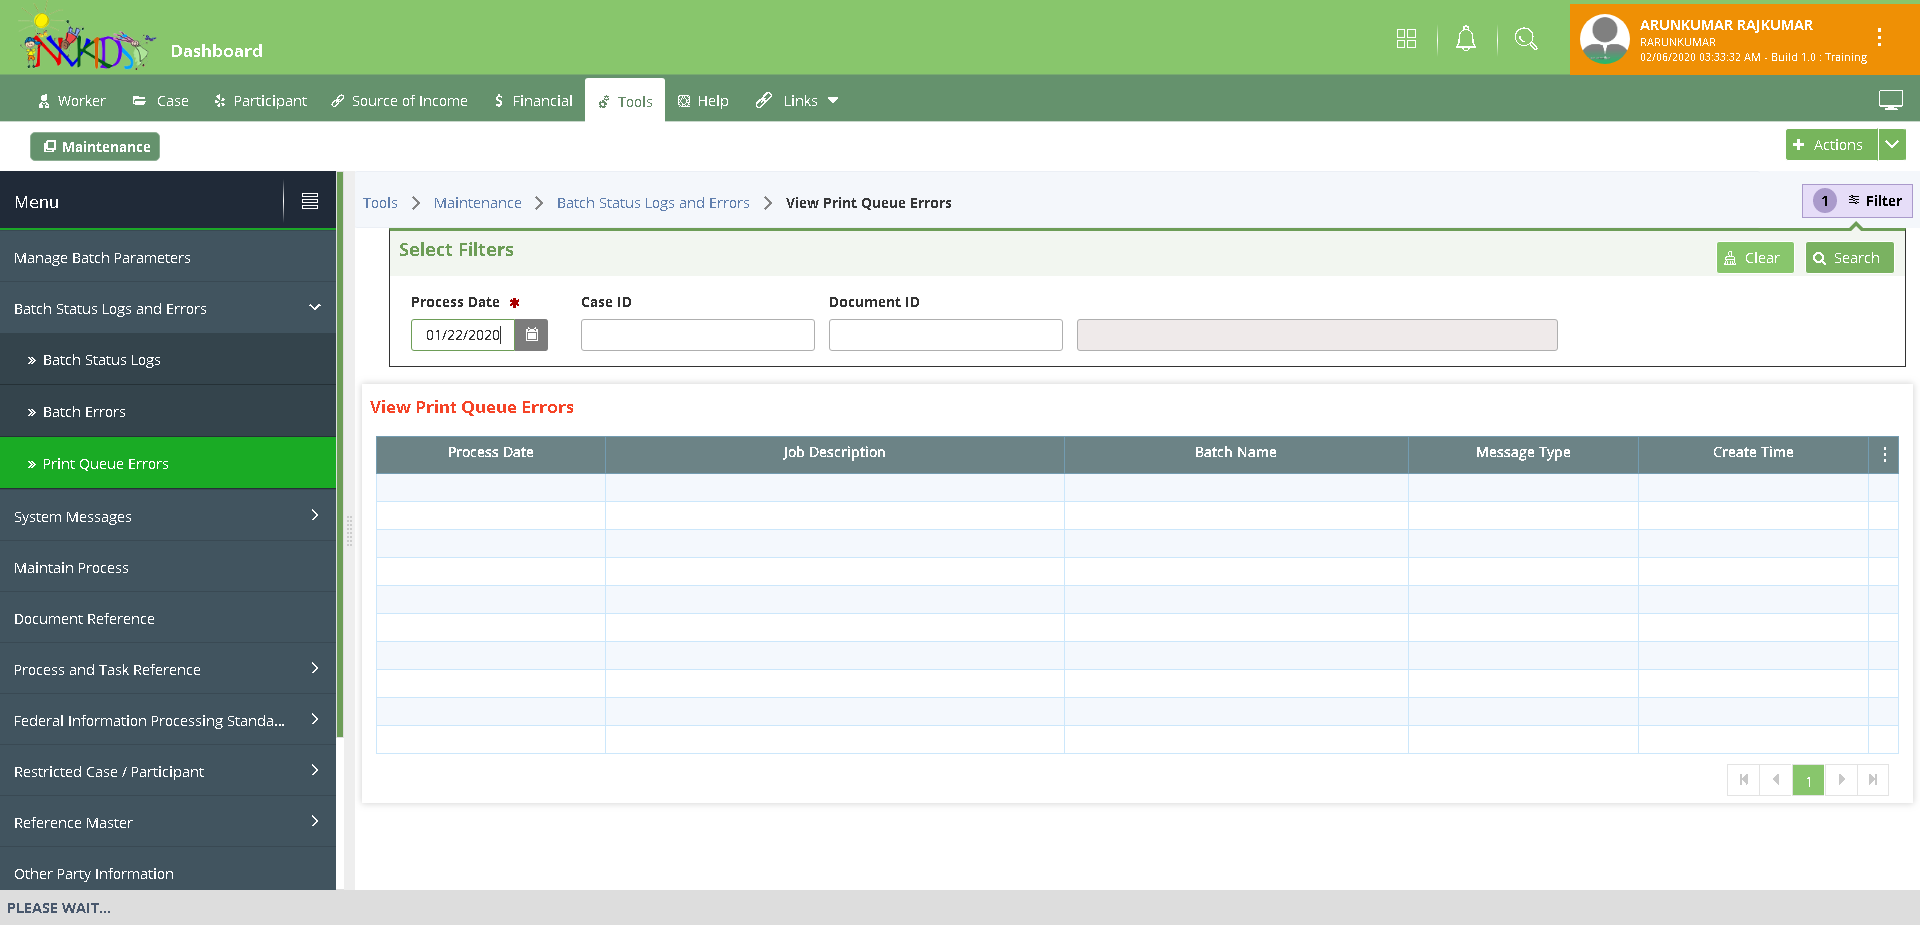 NVKIDS
Dashboard
ARUNKUMAR RAJKUMAR
RARUNKUMAR
02/06/2020 03:33:32 AM - Build 1.0 : Training
Worker
Case
Participant
Source of Income
$ Financial
Tools
Help
Links
Maintenance
+ Actions
Menu
Tools > Maintenance > Batch Status Logs and Errors > View Print Queue Errors
1 Filter
Manage Batch Parameters
Batch Status Logs and Errors
» Batch Status Logs
» Batch Errors
» Print Queue Errors
System Messages
Maintain Process
Document Reference
Process and Task Reference
Federal Information Processing Standa...
Restricted Case / Participant
Reference Master
Other Party Information
Select Filters
Clear
Search
Process Date *
Case ID
Document ID
01/22/2020
View Print Queue Errors
Process Date
Job Description
Batch Name
Message Type
Create Time
1
PLEASE WAIT...